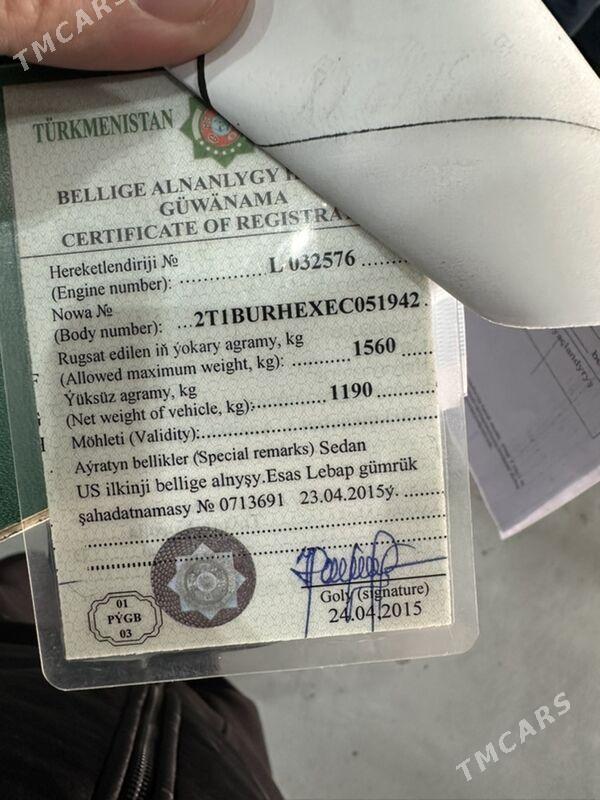 TMCARS
TÜRKMENISTAN
BELLIGE ALNANLYGY
GÜWÄNAMA
CERTIFICATE OF REGISTRA
Hereketlendiriji №
(Engine number): ............... L 032576 ........
Nowa №
(Body number): ...2T1BURHEXEC051942
Rugsat edilen iň ýokary agramy, kg
(Allowed maximum weight, kg): ........... 1560 ......
Ýüksüz agramy, kg
(Net weight of vehicle, kg):............. 1190 ..........
Möhleti (Validity):..........................................
Aýratyn bellikler (Special remarks) Sedan
US ilkinji bellige alnyşy.Esas Lebap gümrük
şahadatnamasy № 0713691 23.04.2015ý. ........
Goly (signature)
24.04.2015
01
PÝGB
03
TMCARS